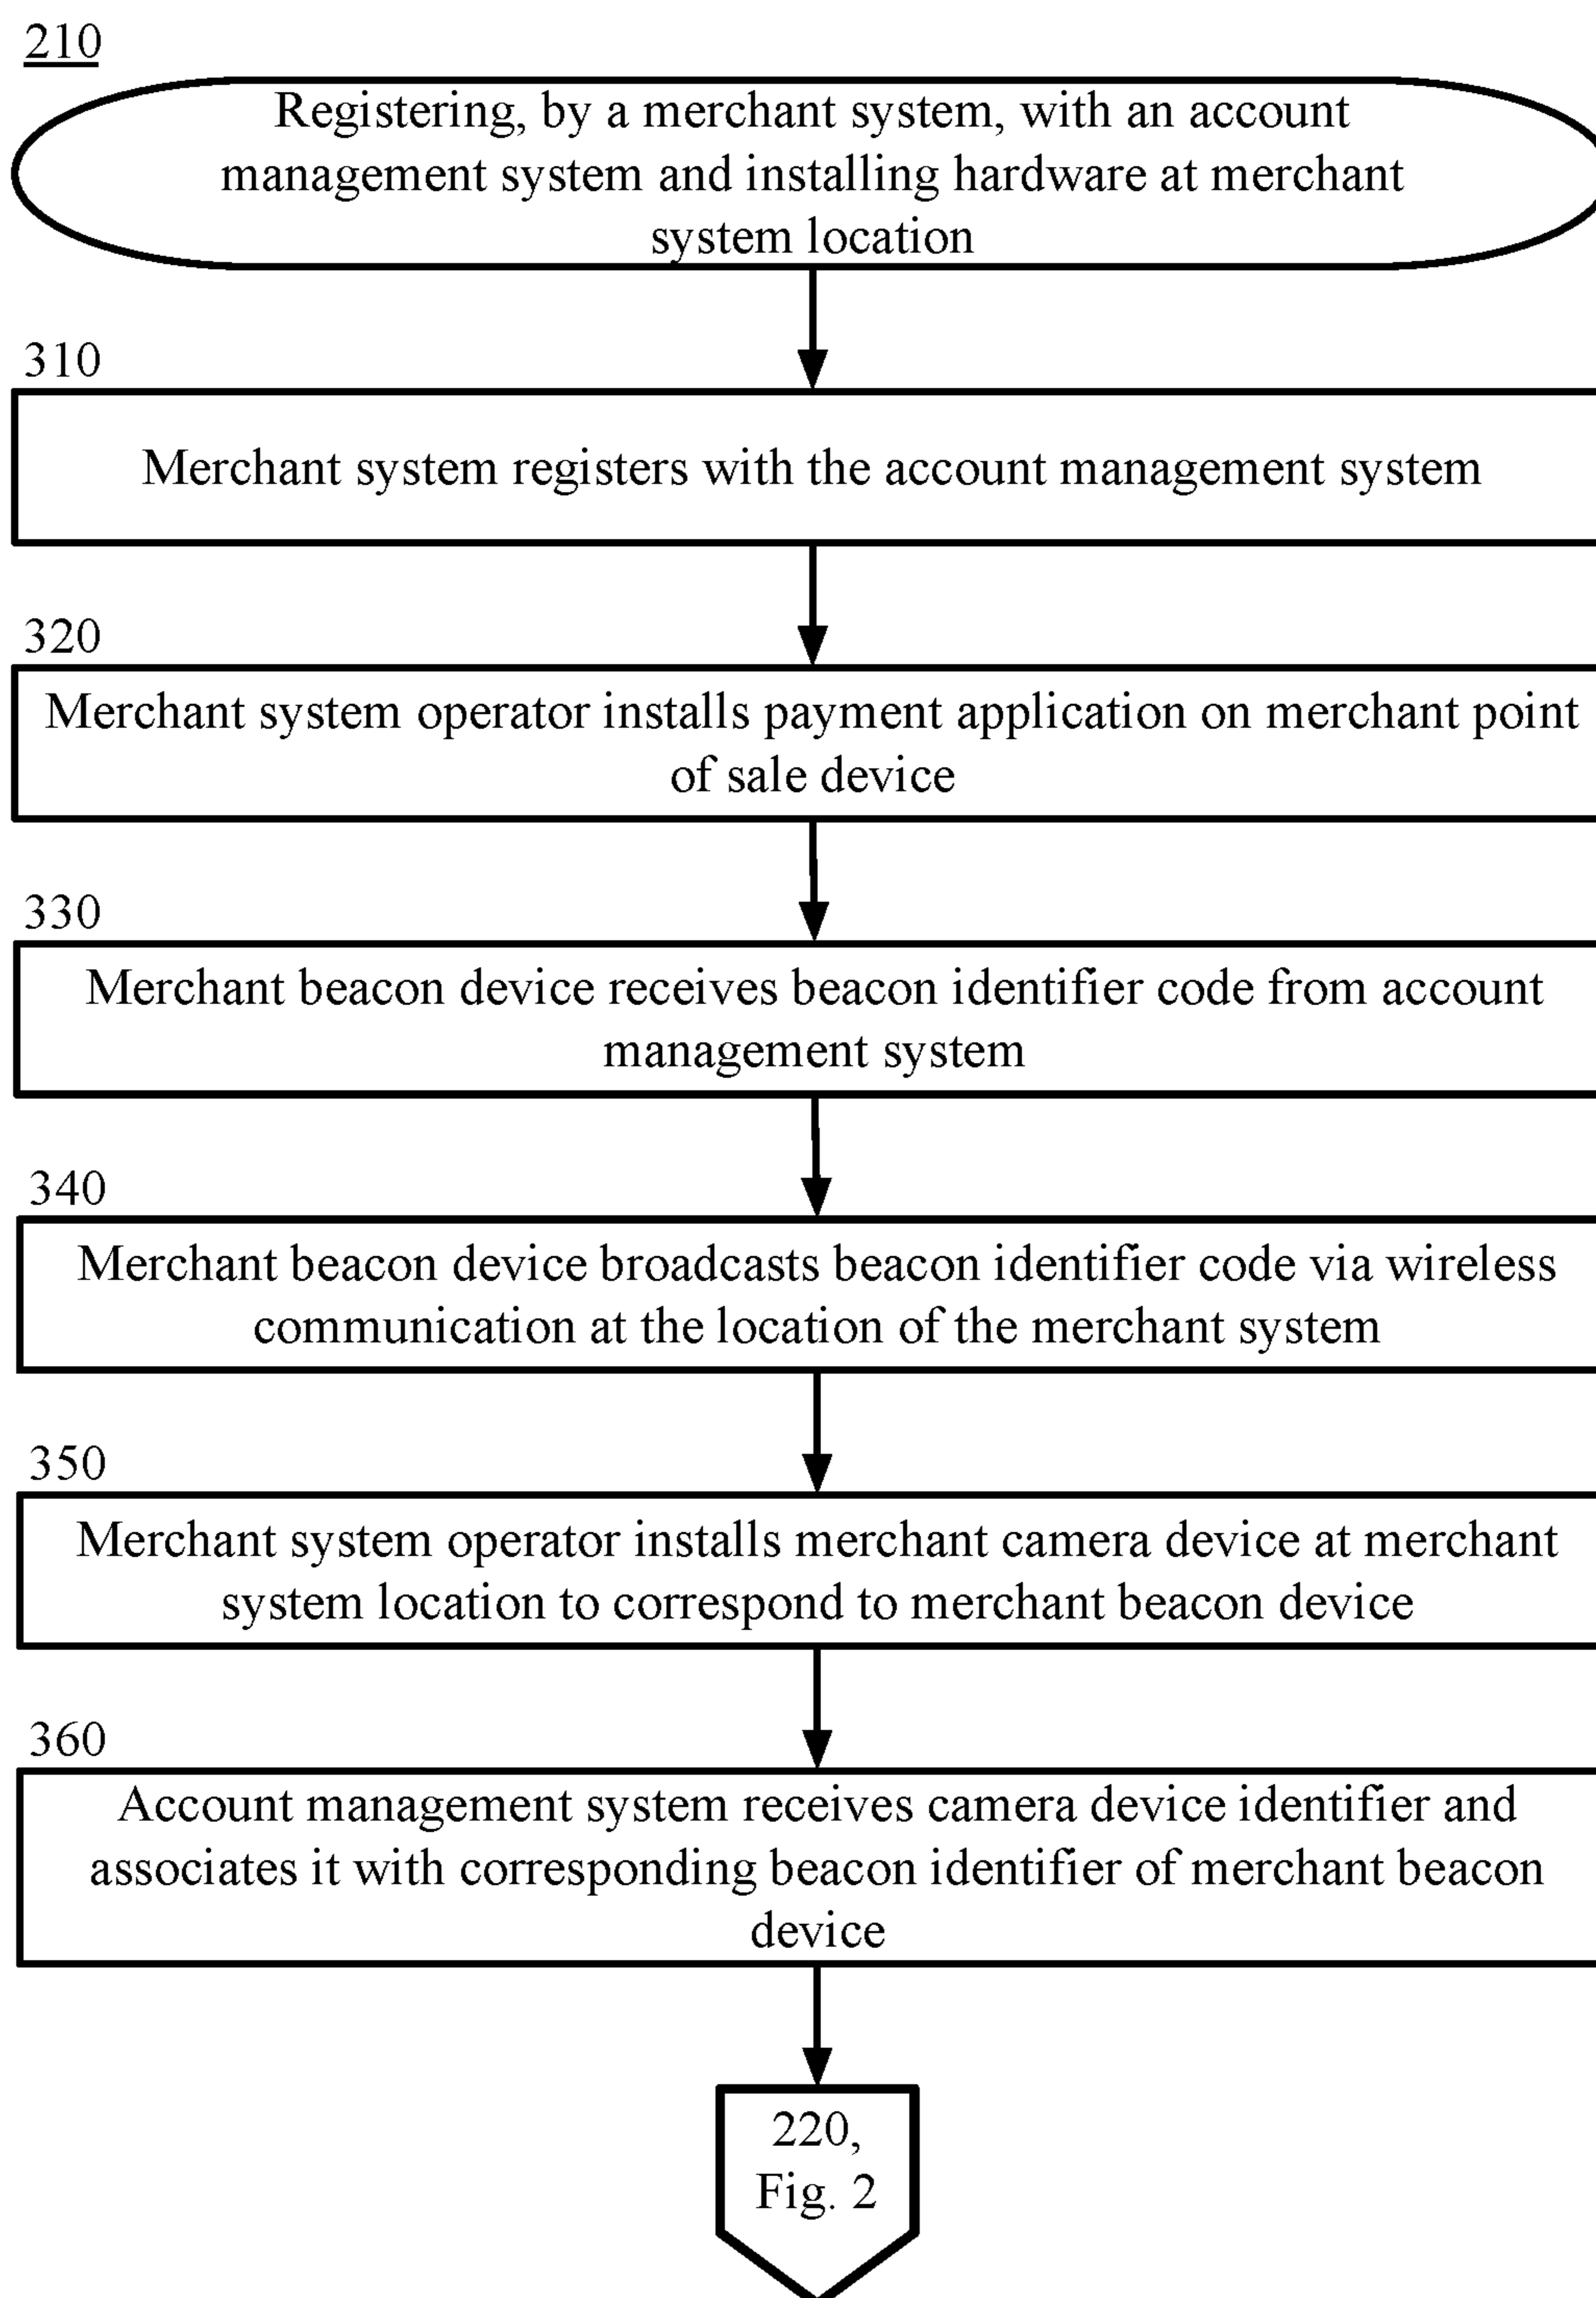 210
Registering, by a merchant system, with an account
management system and installing hardware at merchant
system location
310
Merchant system registers with the account management system
320
Merchant system operator installs payment application on merchant point
of sale device
330
Merchant beacon device receives beacon identifier code from account
management system
340
Merchant beacon device broadcasts beacon identifier code via wireless
communication at the location of the merchant system
350
Merchant system operator installs merchant camera device at merchant
system location to correspond to merchant beacon device
360
Account management system receives camera device identifier and
associates it with corresponding beacon identifier of merchant beacon
device
220,
Fig. 2